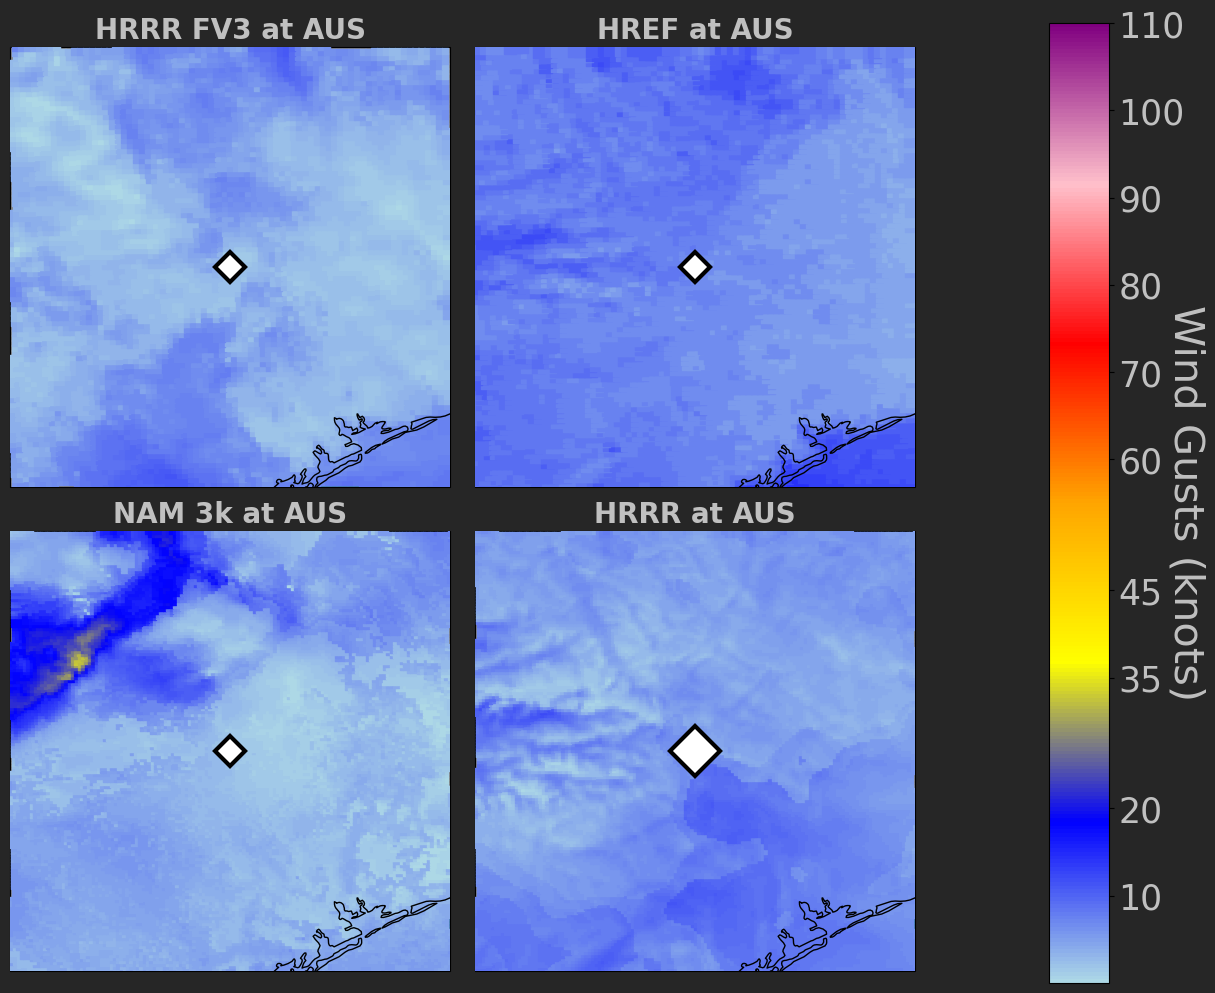 HRRR FV3 at AUS
HREF at AUS
NAM 3k at AUS
HRRR at AUS
110
100
90
80
70
60
45
35
20
10
Wind Gusts (knots)